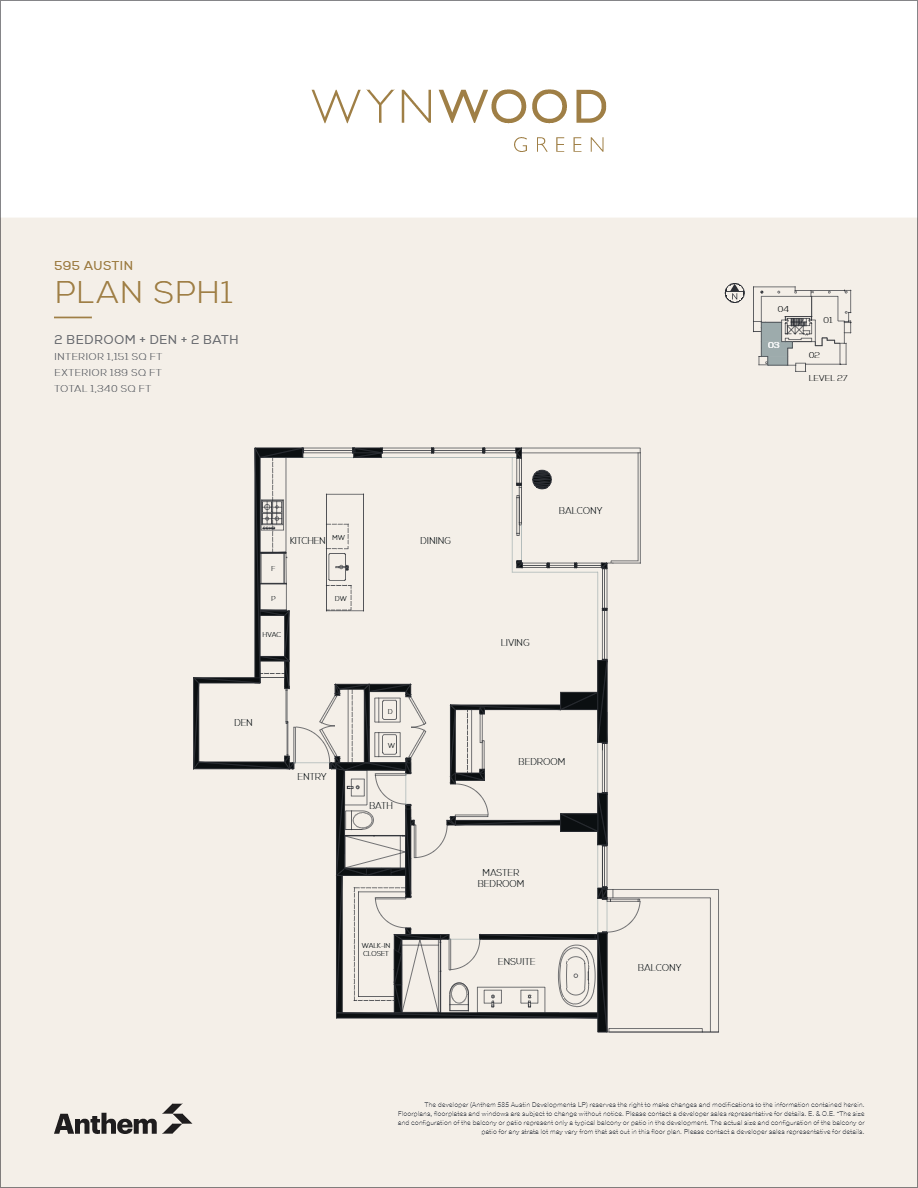 WYNWOOD
GREEN
595 AUSTIN
PLAN SPH1
2 BEDROOM + DEN + 2 BATH
INTERIOR 1,151 SQ FT
EXTERIOR 189 SQ FT
TOTAL 1,340 SQ FT
N
04
01
03
02
LEVEL 27
BALCONY
KITCHEN
MW
DINING
F
P
DW
HVAC
LIVING
D
DEN
W
BEDROOM
ENTRY
BATH
MASTER
BEDROOM
WALK-IN
CLOSET
ENSUITE
BALCONY
Anthem
The developer (Anthem 585 Austin Developments LP) reserves the right to make changes and modifications to the information contained herein.
Floorplans, floorplates and windows are subject to change without notice. Please contact a developer sales representative for details. E. & O.E. *The size
and configuration of the balcony or patio represent only a typical balcony or patio in the development. The actual size and configuration of the balcony or
patio for any strata lot may vary from that set out in this floor plan. Please contact a developer sales representative for details.